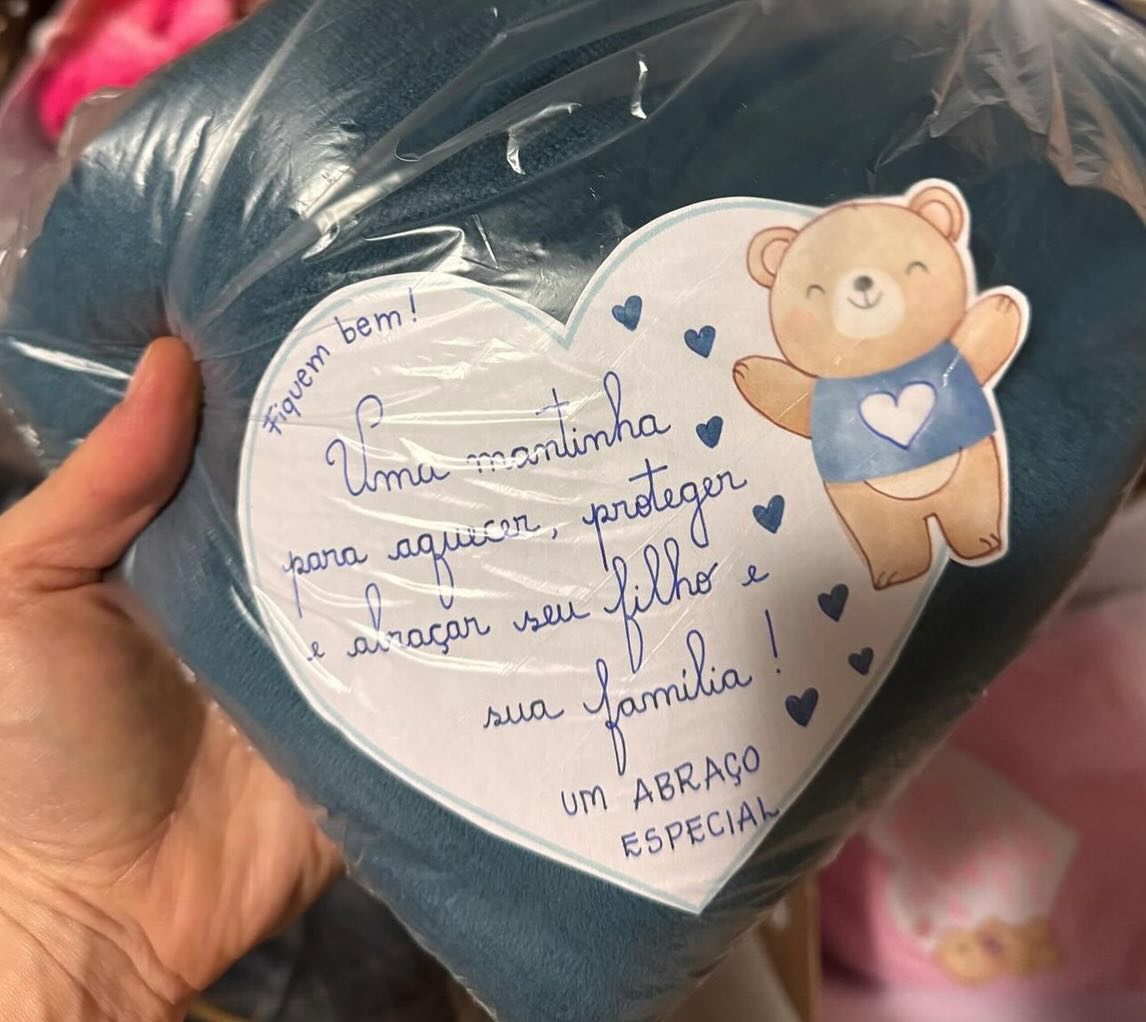 Fiquem bem!
Uma mantinha
para aquecer, proteger
e abraçar seu filho e
sua família!
UM ABRAÇO
ESPECIAL